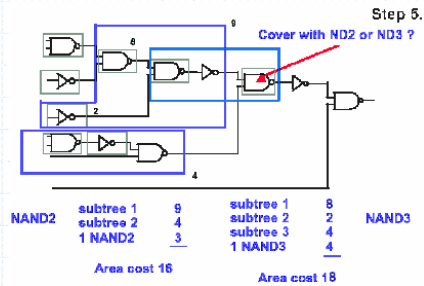 Step 5.
9
Cover with ND2 or ND3 ?
8
2
4
NAND2
subtree 1 9
subtree 2 4
1 NAND2 3
Area cost 16
subtree 1 8
subtree 2 2
subtree 3 4
1 NAND3 4
NAND3
Area cost 18